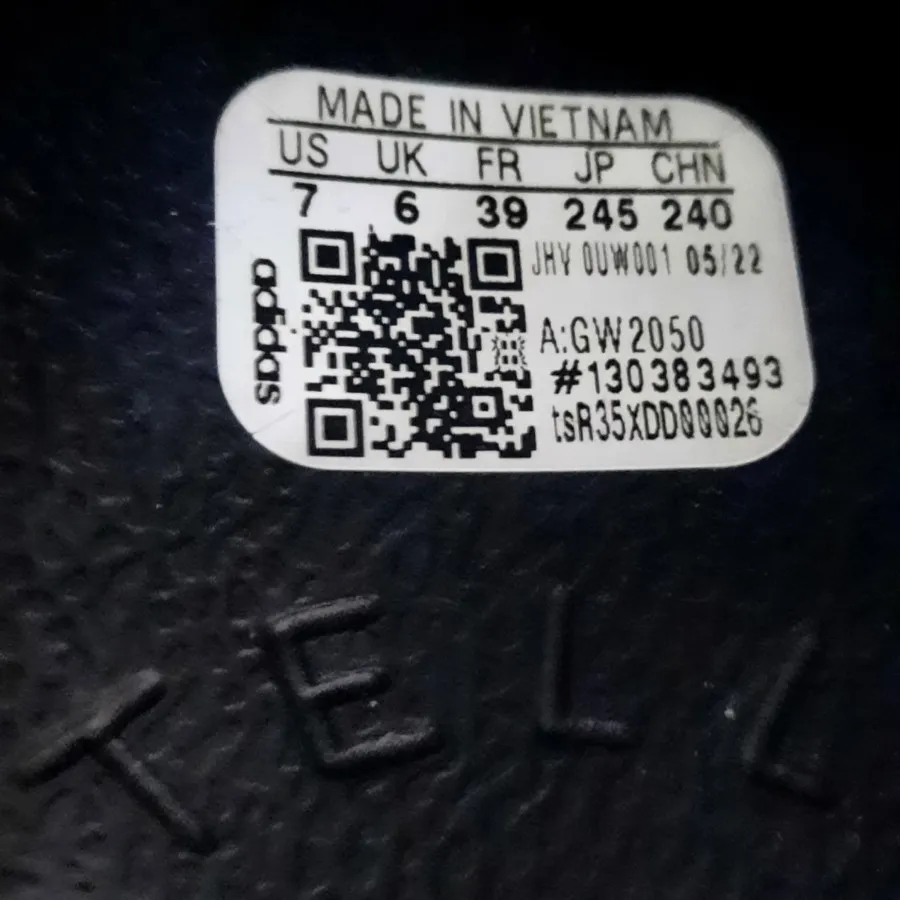 MADE IN VIETNAM
US UK FR JP CHN
7 6 39 245 240
JHY 0UW001 05/22
adidas
A:GW2050
#130383493
tsR35XDD00026
TELL